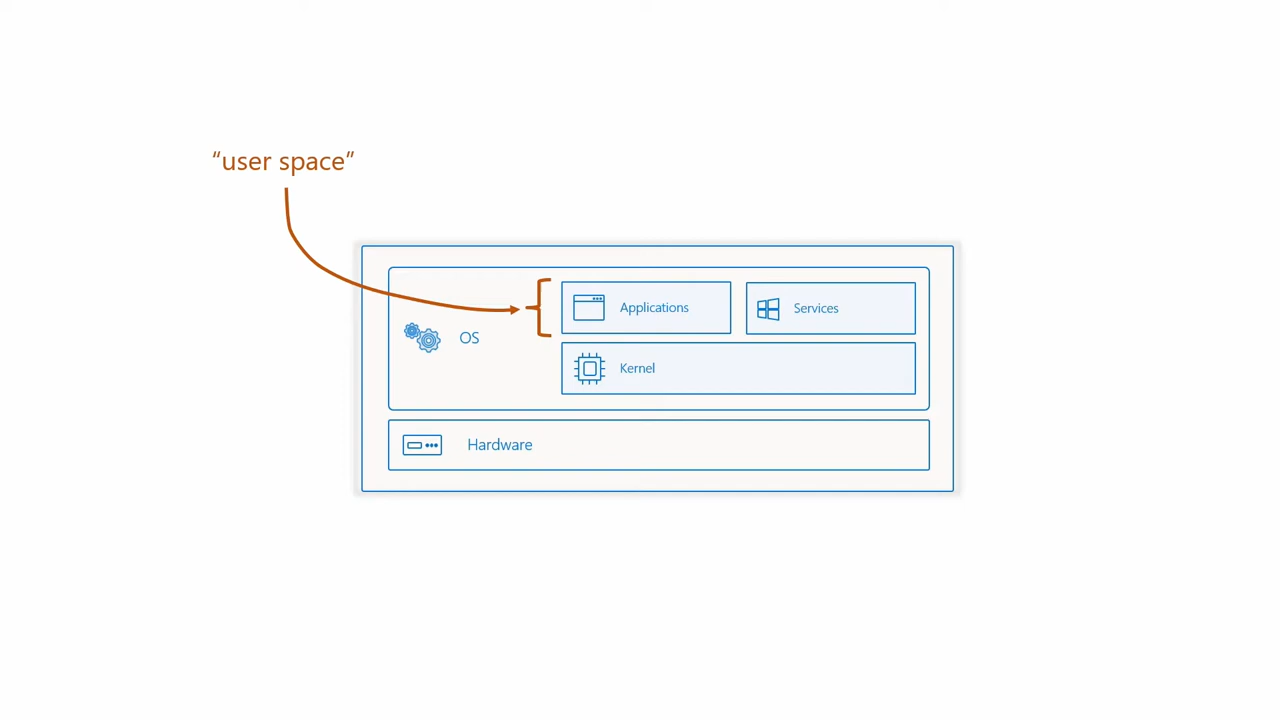 “user space”
Applications
Services
OS
Kernel
Hardware